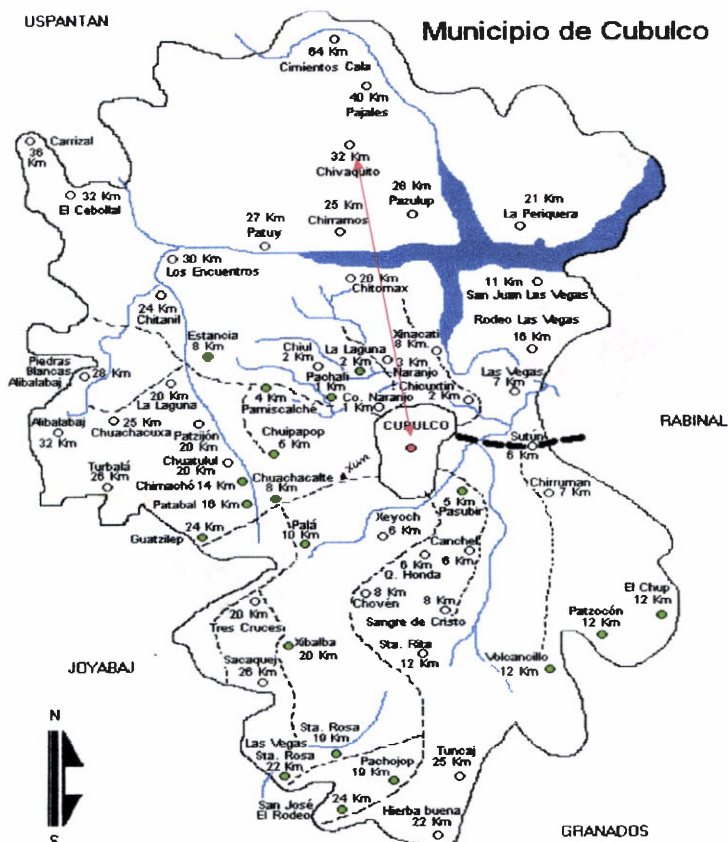 USPANTAN
Municipio de Cubulco
64 Km
Cimientos Cala
40 Km
Pajales
Carrizal
36
Km
32 Km
Chivaquito
32 Km
El Cebollal
25 Km
Chirramos
28 Km
Pazulup
21 Km
La Periquera
27 Km
Patuy
30 Km
Los Encuentros
20 Km
Chitomax
11 Km
San Juan Las Vegas
24 Km
Chitanil
Rodeo Las Vegas
16 Km
Estancia
8 Km
Chiul
2 Km
La Laguna
2 Km
Xinacati
8 Km
3 Km
Naranjo
Piedras
Blancas
Alibalabaj
28 Km
Pachali
1 Km
Chicuxtin
2 Km
Las Vegas
7 Km
20 Km
La Laguna
4 Km
Pamiscalché
Co. Naranjo
1 Km
RABINAL
Alibalabaj
32 Km
25 Km
Chuachacuxa
Patzijón
20 Km
Chuipapop
6 Km
CUBULCO
Sutun
6 Km
Chuatulul
20 Km
Xun
Turbalá
26 Km
Chimachó 14 Km
Chuachacalte
8 Km
Chirrumán
7 Km
Patabal 16 Km
5 Km
Pasubir
24 Km
Guatzilep
Palá
10 Km
Xeyoch
6 Km
Canchel
6 Km
6 Km
Q. Honda
8 Km
Choven
8 Km
Sangre de Cristo
El Chup
12 Km
Patzocón
12 Km
20 Km
Tres Cruces
Xibalba
20 Km
Sta. Rita
12 Km
Volcancillo
12 Km
JOYABAJ
Sacaquej
26 Km
N
S
Sta. Rosa
19 Km
Las Vegas
Sta. Rosa
22 Km
Pachojop
19 Km
Tuncaj
25 Km
San José
El Rodeo
24 Km
Hierba buena
22 Km
GRANADOS